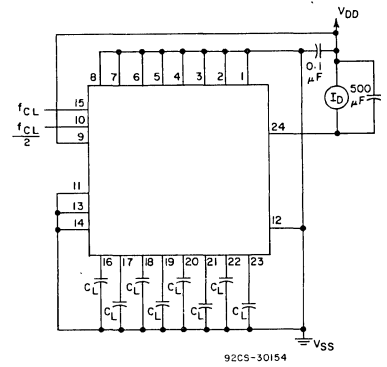 VDD
8 7 6 5 4 3 2 1
0.1 μF
ID
500 μF
fCL 15
fCL/2 10
9
24
11
13
14
12
16 17 18 19 20 21 22 23
CL CL CL CL CL CL CL CL
VSS
92CS-30154